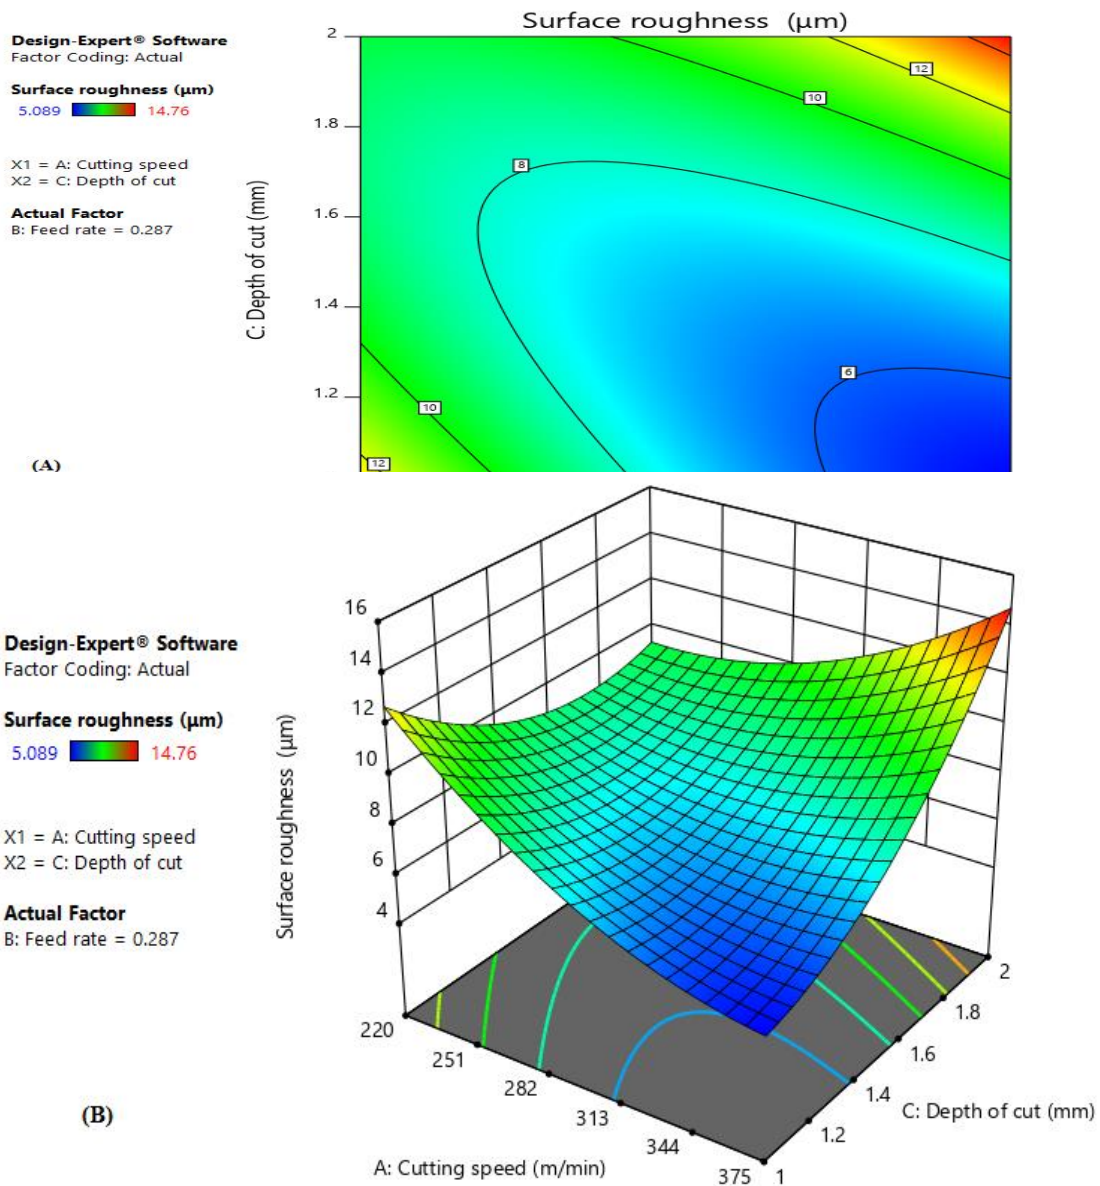 Surface roughness (µm)
Design-Expert® Software
Factor Coding: Actual
Surface roughness (µm)
5.089 14.76
X1 = A: Cutting speed
X2 = C: Depth of cut
Actual Factor
B: Feed rate = 0.287
C: Depth of cut (mm)
2
1.8
1.6
1.4
1.2
12
10
8
6
10
12
(A)
Design-Expert® Software
Factor Coding: Actual
Surface roughness (µm)
5.089 14.76
X1 = A: Cutting speed
X2 = C: Depth of cut
Actual Factor
B: Feed rate = 0.287
Surface roughness (µm)
16
14
12
10
8
6
4
220
251
282
313
344
375
1
1.2
1.4
1.6
1.8
2
A: Cutting speed (m/min)
C: Depth of cut (mm)
(B)